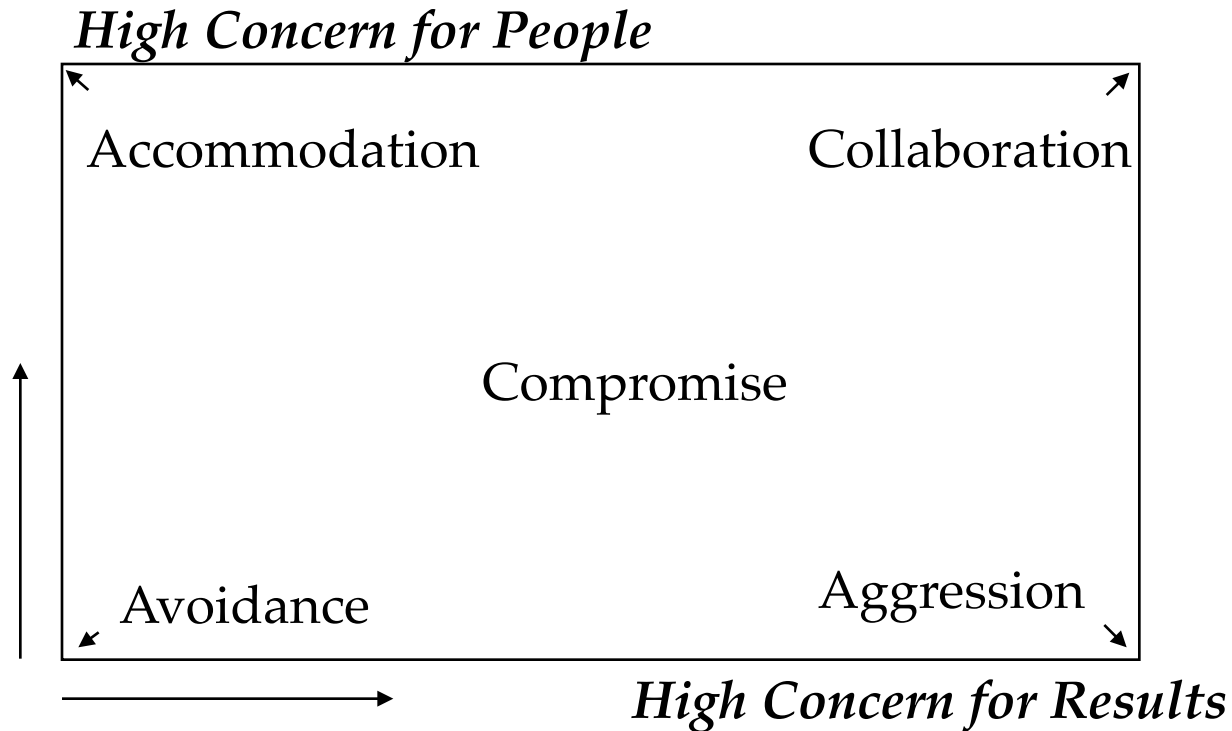 High Concern for People
Accommodation
Collaboration
Compromise
Avoidance
Aggression
High Concern for Results